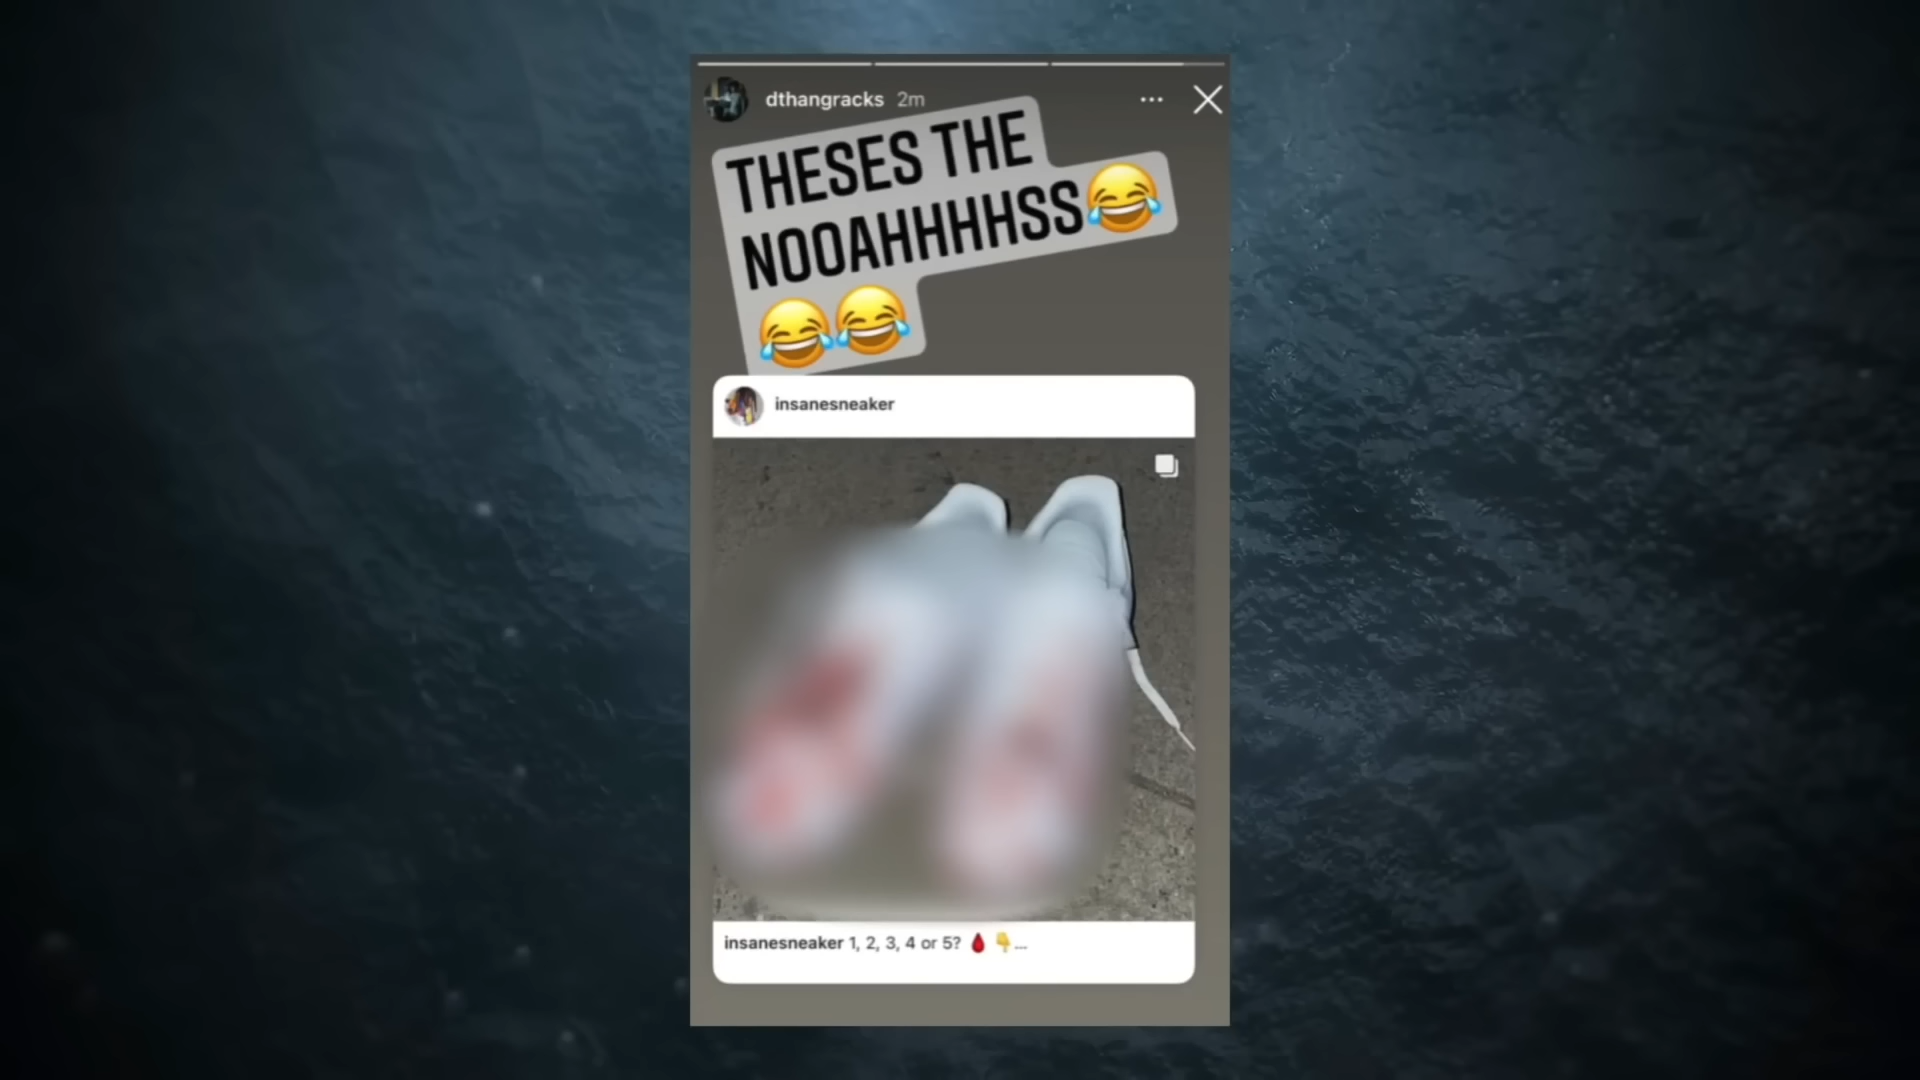 dthangracks 2m
THESES THE
NOOAHHHHSS😂
😂😂
insanesneaker
insanesneaker 1, 2, 3, 4 or 5? 🩸 👇...